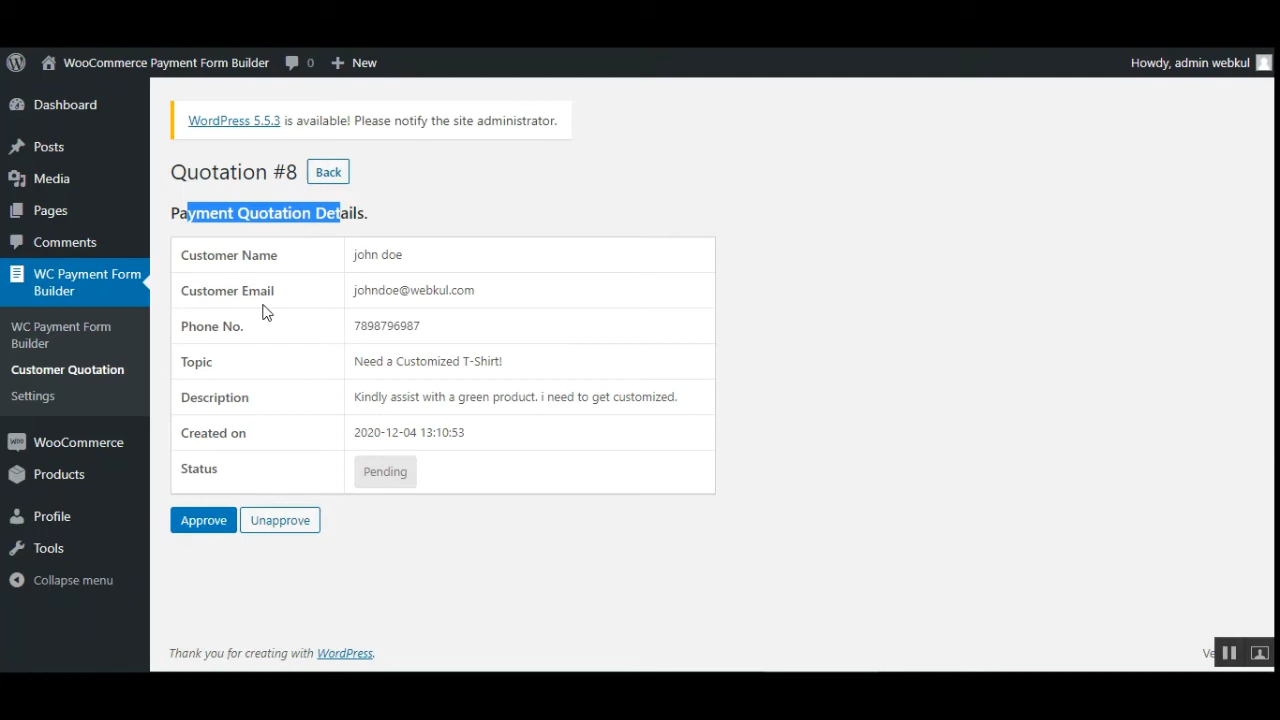 WooCommerce Payment Form Builder 0 New Howdy, admin webkul
Dashboard
Posts
Media
Pages
Comments
WC Payment Form
Builder
WC Payment Form
Builder
Customer Quotation
Settings
WooCommerce
Products
Profile
Tools
Collapse menu
WordPress 5.5.3 is available! Please notify the site administrator.
Quotation #8 Back
Payment Quotation Details.
Customer Name john doe
Customer Email johndoe@webkul.com
Phone No. 7898796987
Topic Need a Customized T-Shirt!
Description Kindly assist with a green product. i need to get customized.
Created on 2020-12-04 13:10:53
Status Pending
Approve Unapprove
Thank you for creating with WordPress.